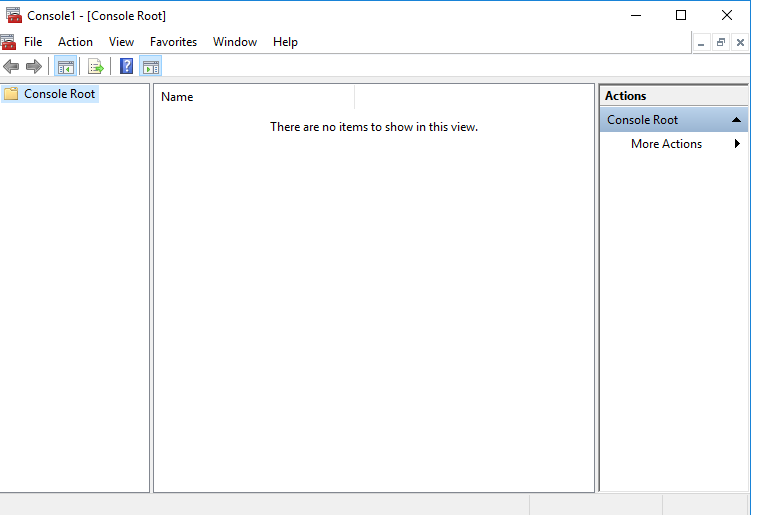 Console1 - [Console Root]
File Action View Favorites Window Help
Console Root
Name
There are no items to show in this view.
Actions
Console Root
More Actions